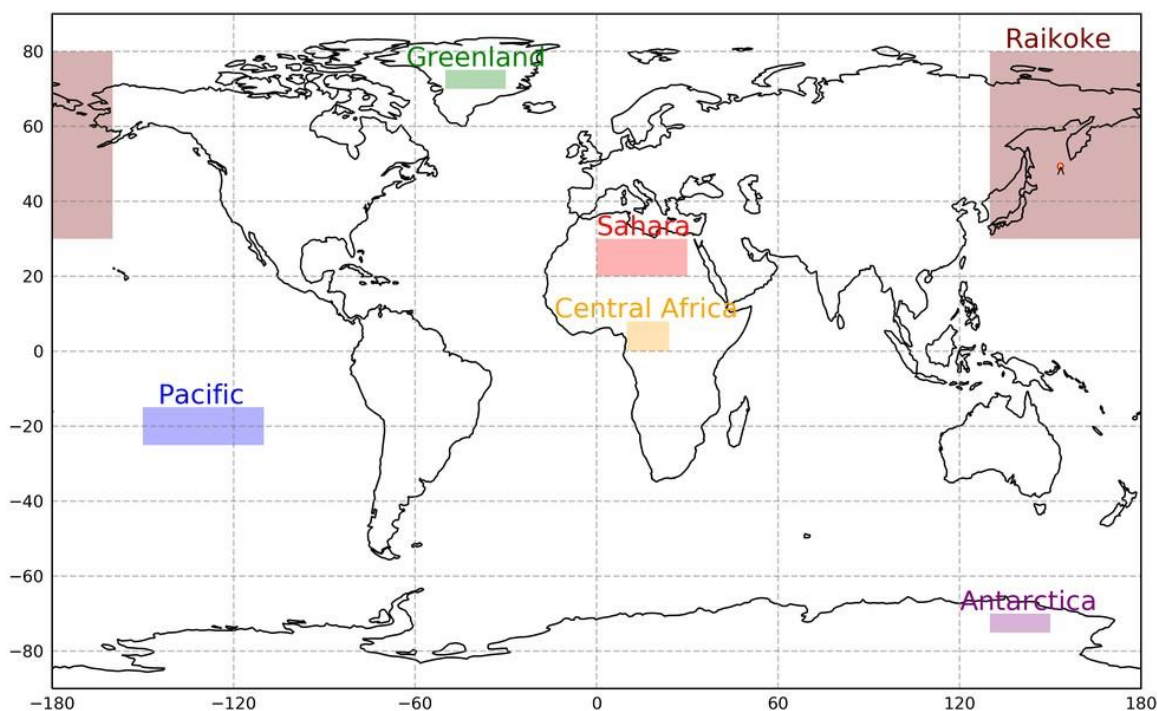 Raikoke
80
Greenland
60
40
Sahara
20
Central Africa
0
Pacific
−20
−40
−60
Antarctica
−80
−180 −120 −60 0 60 120 180